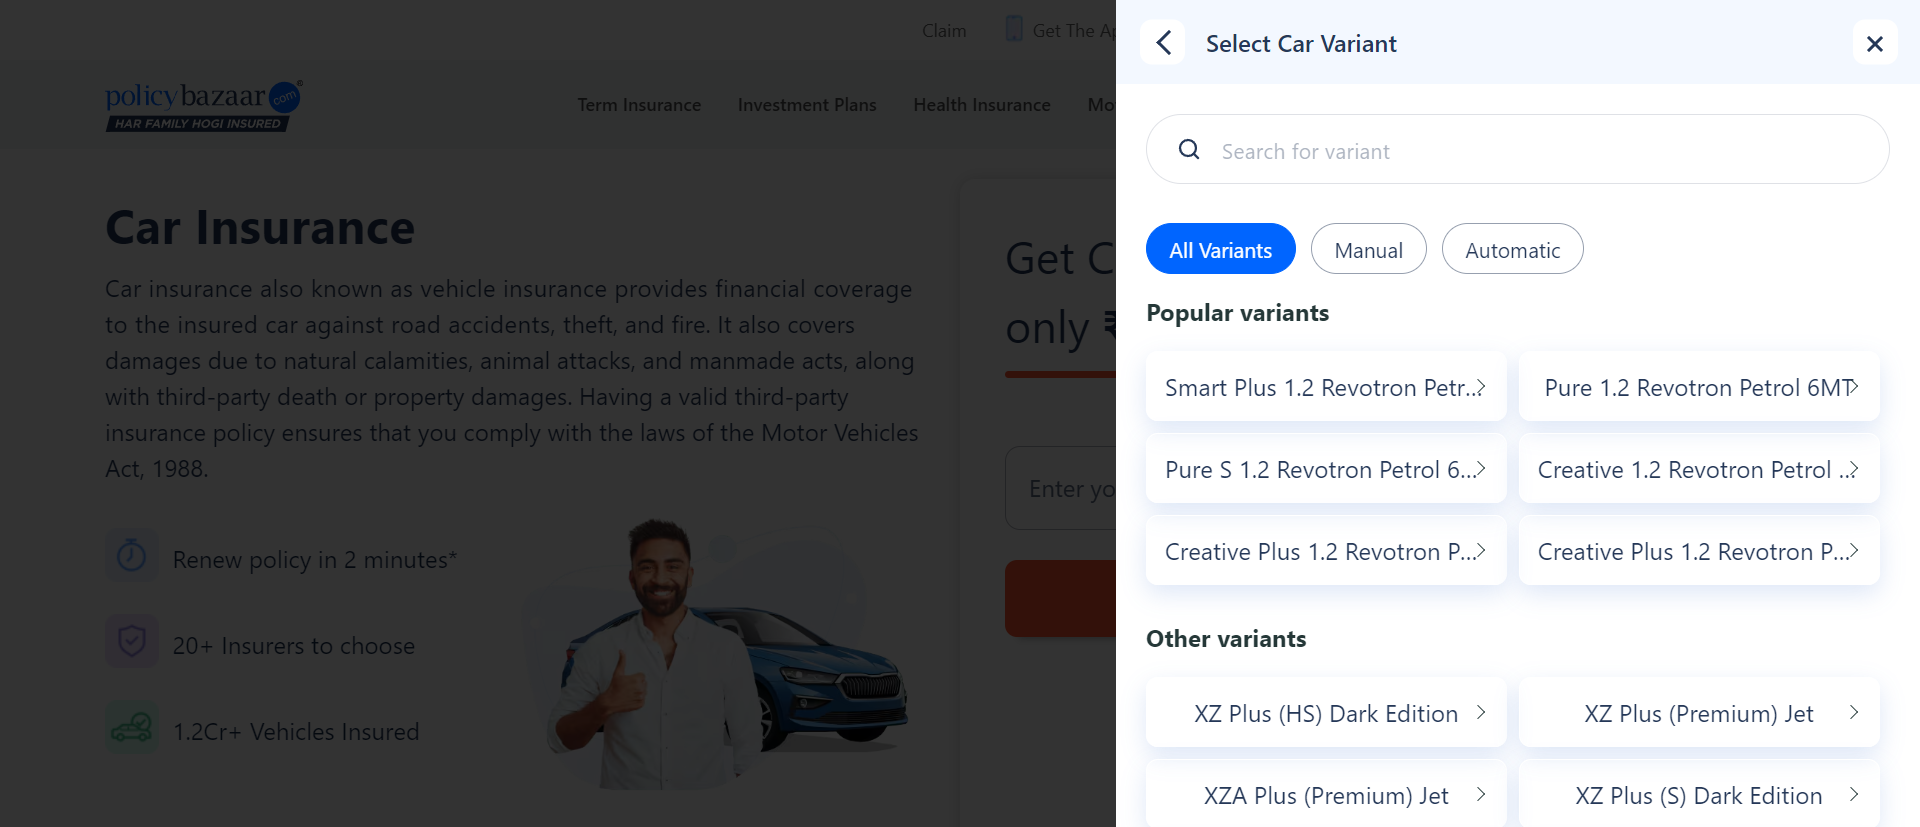 Claim
Get The Ap
policybazaar.com®
HAR FAMILY HOGI INSURED
Term Insurance
Investment Plans
Health Insurance
Mo
Car Insurance
Car insurance also known as vehicle insurance provides financial coverage
to the insured car against road accidents, theft, and fire. It also covers
damages due to natural calamities, animal attacks, and manmade acts, along
with third-party death or property damages. Having a valid third-party
insurance policy ensures that you comply with the laws of the Motor Vehicles
Act, 1988.
Renew policy in 2 minutes*
20+ Insurers to choose
1.2Cr+ Vehicles Insured
Get C
only ₹
Enter yo
Select Car Variant
Search for variant
All Variants
Manual
Automatic
Popular variants
Smart Plus 1.2 Revotron Petr...
Pure 1.2 Revotron Petrol 6MT
Pure S 1.2 Revotron Petrol 6...
Creative 1.2 Revotron Petrol ...
Creative Plus 1.2 Revotron P...
Creative Plus 1.2 Revotron P...
Other variants
XZ Plus (HS) Dark Edition
XZ Plus (Premium) Jet
XZA Plus (Premium) Jet
XZ Plus (S) Dark Edition